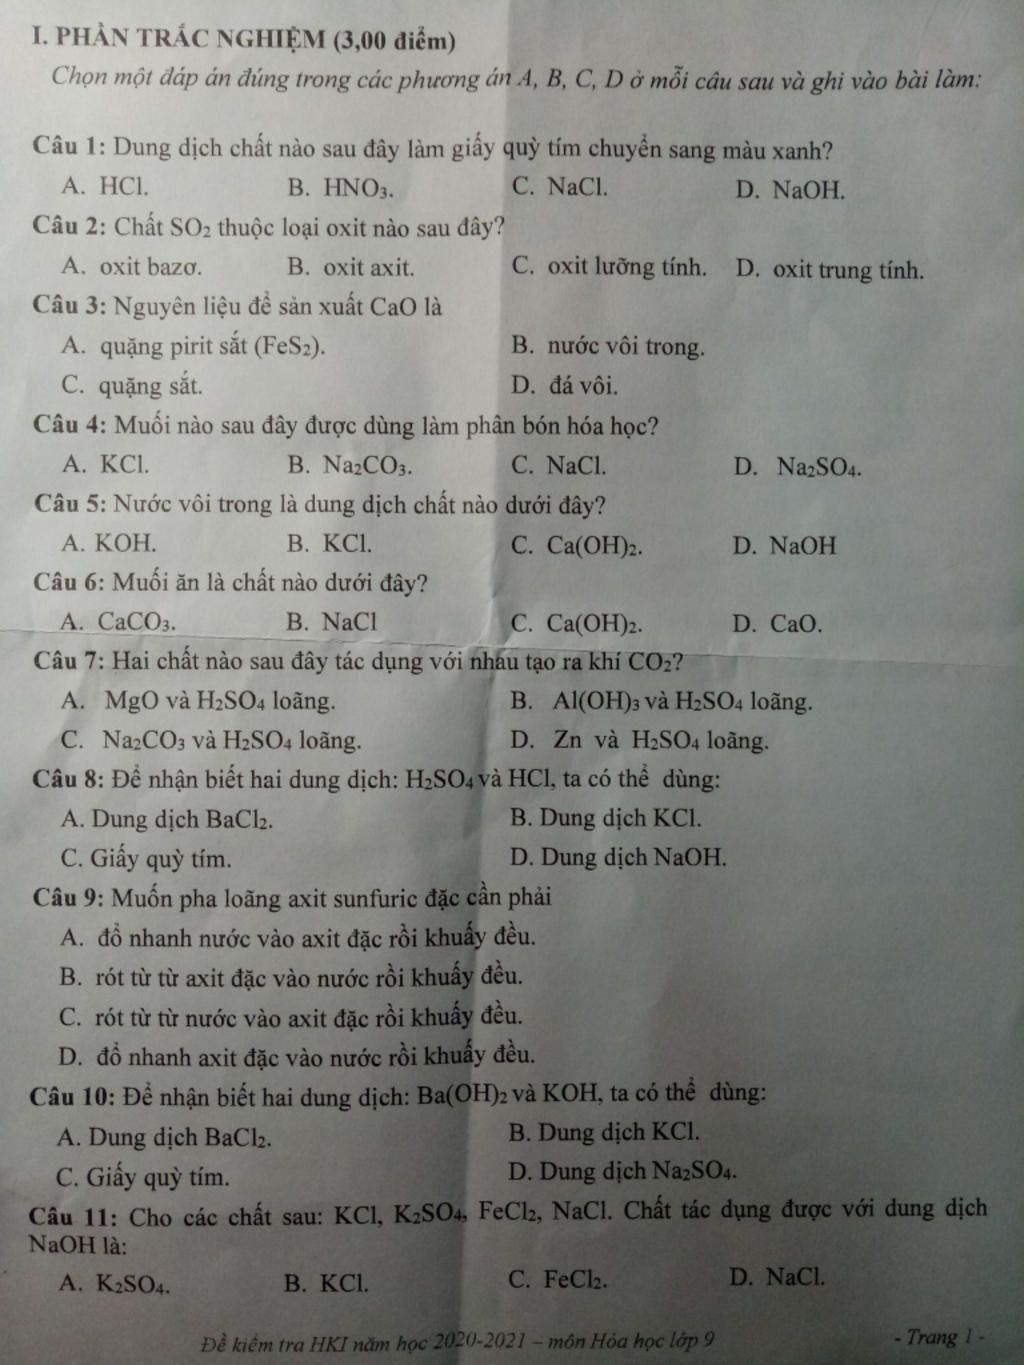 I. PHẦN TRẮC NGHIỆM (3,00 điểm)
Chọn một đáp án đúng trong các phương án A, B, C, D ở mỗi câu sau và ghi vào bài làm:
Câu 1: Dung dịch chất nào sau đây làm giấy quỳ tím chuyển sang màu xanh?
A. HCl. B. HNO₃. C. NaCl. D. NaOH.
Câu 2: Chất SO₂ thuộc loại oxit nào sau đây?
A. oxit bazơ. B. oxit axit. C. oxit lưỡng tính. D. oxit trung tính.
Câu 3: Nguyên liệu để sản xuất CaO là
A. quặng pirit sắt (FeS₂). B. nước vôi trong.
C. quặng sắt. D. đá vôi.
Câu 4: Muối nào sau đây được dùng làm phân bón hóa học?
A. KCl. B. Na₂CO₃. C. NaCl. D. Na₂SO₄.
Câu 5: Nước vôi trong là dung dịch chất nào dưới đây?
A. KOH. B. KCl. C. Ca(OH)₂. D. NaOH
Câu 6: Muối ăn là chất nào dưới đây?
A. CaCO₃. B. NaCl C. Ca(OH)₂. D. CaO.
Câu 7: Hai chất nào sau đây tác dụng với nhau tạo ra khí CO₂?
A. MgO và H₂SO₄ loãng. B. Al(OH)₃ và H₂SO₄ loãng.
C. Na₂CO₃ và H₂SO₄ loãng. D. Zn và H₂SO₄ loãng.
Câu 8: Để nhận biết hai dung dịch: H₂SO₄ và HCl, ta có thể dùng:
A. Dung dịch BaCl₂. B. Dung dịch KCl.
C. Giấy quỳ tím. D. Dung dịch NaOH.
Câu 9: Muốn pha loãng axit sunfuric đặc cần phải
A. đổ nhanh nước vào axit đặc rồi khuấy đều.
B. rót từ từ axit đặc vào nước rồi khuấy đều.
C. rót từ từ nước vào axit đặc rồi khuấy đều.
D. đổ nhanh axit đặc vào nước rồi khuấy đều.
Câu 10: Để nhận biết hai dung dịch: Ba(OH)₂ và KOH, ta có thể dùng:
A. Dung dịch BaCl₂. B. Dung dịch KCl.
C. Giấy quỳ tím. D. Dung dịch Na₂SO₄.
Câu 11: Cho các chất sau: KCl, K₂SO₄, FeCl₂, NaCl. Chất tác dụng được với dung dịch
NaOH là:
A. K₂SO₄. B. KCl. C. FeCl₂. D. NaCl.
Đề kiểm tra HKI năm học 2020-2021 – môn Hóa học lớp 9 - Trang 1 -